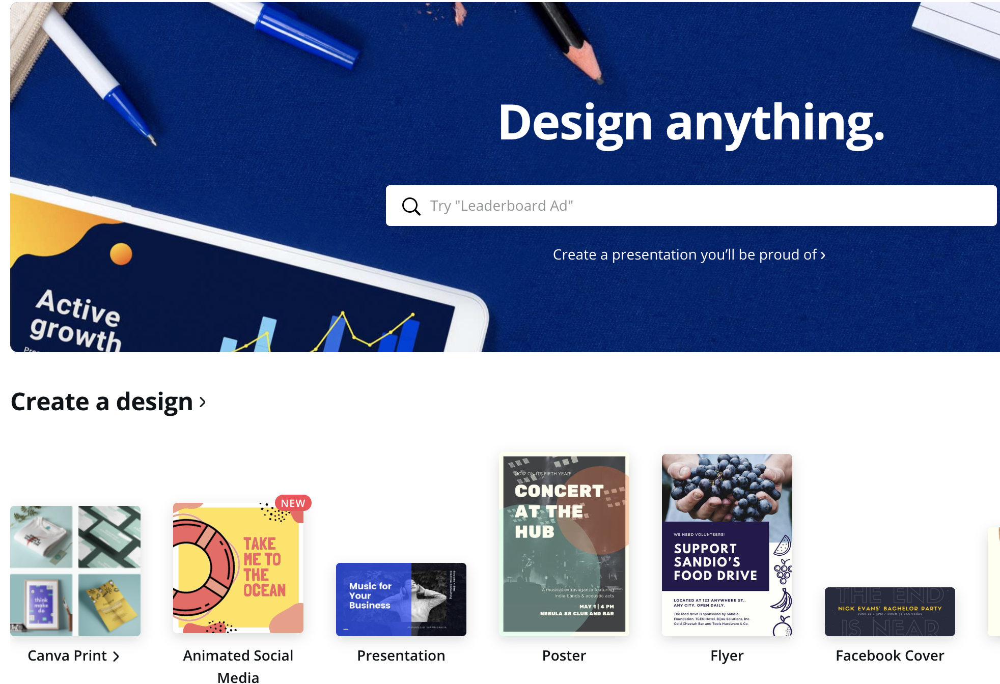 Design anything.
Try "Leaderboard Ad"
Create a presentation you’ll be proud of
Active
growth
Create a design
think
make
do
Canva Print
NEW
TAKE
ME TO
THE
OCEAN
Animated Social
Media
Music for
Your
Business
PRESENTED BY SHAWN GARCIA
Presentation
NOW ON ITS FIFTH YEAR!
CONCERT
AT THE
HUB
A musical extravaganza featuring
indie bands & acoustic acts
MAY 1 | 4 PM
NEBULA 88 CLUB AND BAR
Poster
WE NEED VOLUNTEERS!
SUPPORT
SANDIO'S
FOOD DRIVE
LOCATED AT 123 ANYWHERE ST.,
ANY CITY. OPEN DAILY.
The food drive is sponsored by Sandio
Foundation, TCEN Hotel, Bijou Solutions, Inc.
Gold Cheetah Bar and Tools Hardware & Co.
Flyer
THE END
NICK EVANS' BACHELOR PARTY
JUNE 22 / 9PM / ROOM 57 LAS VEGAS
IS NEAR
Facebook Cover